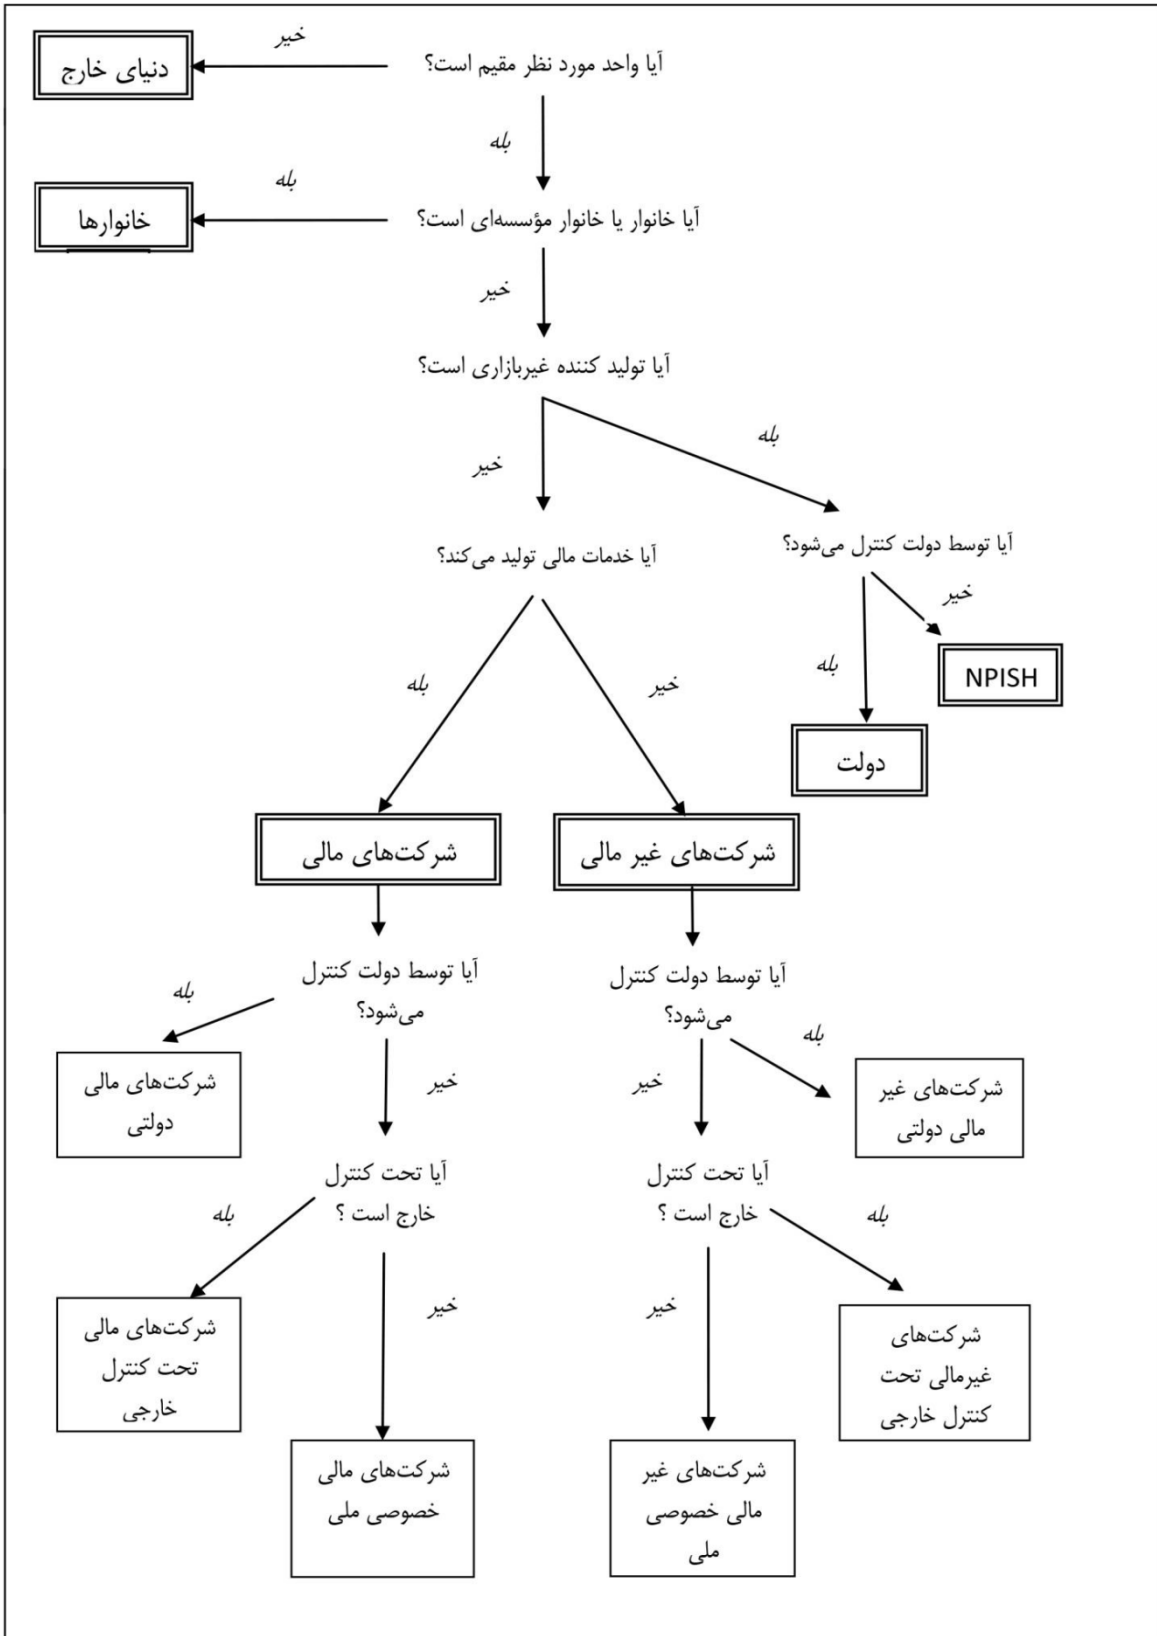 خیر
آیا واحد مورد نظر مقیم است؟
دنیای خارج
بله
بله
آیا خانوار یا خانوار مؤسسه‌ای است؟
خانوارها
خیر
آیا تولید کننده غیربازاری است؟
بله
خیر
آیا توسط دولت کنترل می‌شود؟
آیا خدمات مالی تولید می‌کند؟
خیر
بله
NPISH
خیر
بله
دولت
شرکت‌های غیر مالی
شرکت‌های مالی
آیا توسط دولت کنترل
می‌شود؟
آیا توسط دولت کنترل
می‌شود؟
بله
بله
خیر
خیر
شرکت‌های غیر
مالی دولتی
شرکت‌های مالی
دولتی
آیا تحت کنترل
خارج است ؟
آیا تحت کنترل
خارج است ؟
بله
بله
خیر
خیر
شرکت‌های
غیرمالی تحت
کنترل خارجی
شرکت‌های مالی
تحت کنترل
خارجی
شرکت‌های غیر
مالی خصوصی
ملی
شرکت‌های مالی
خصوصی ملی